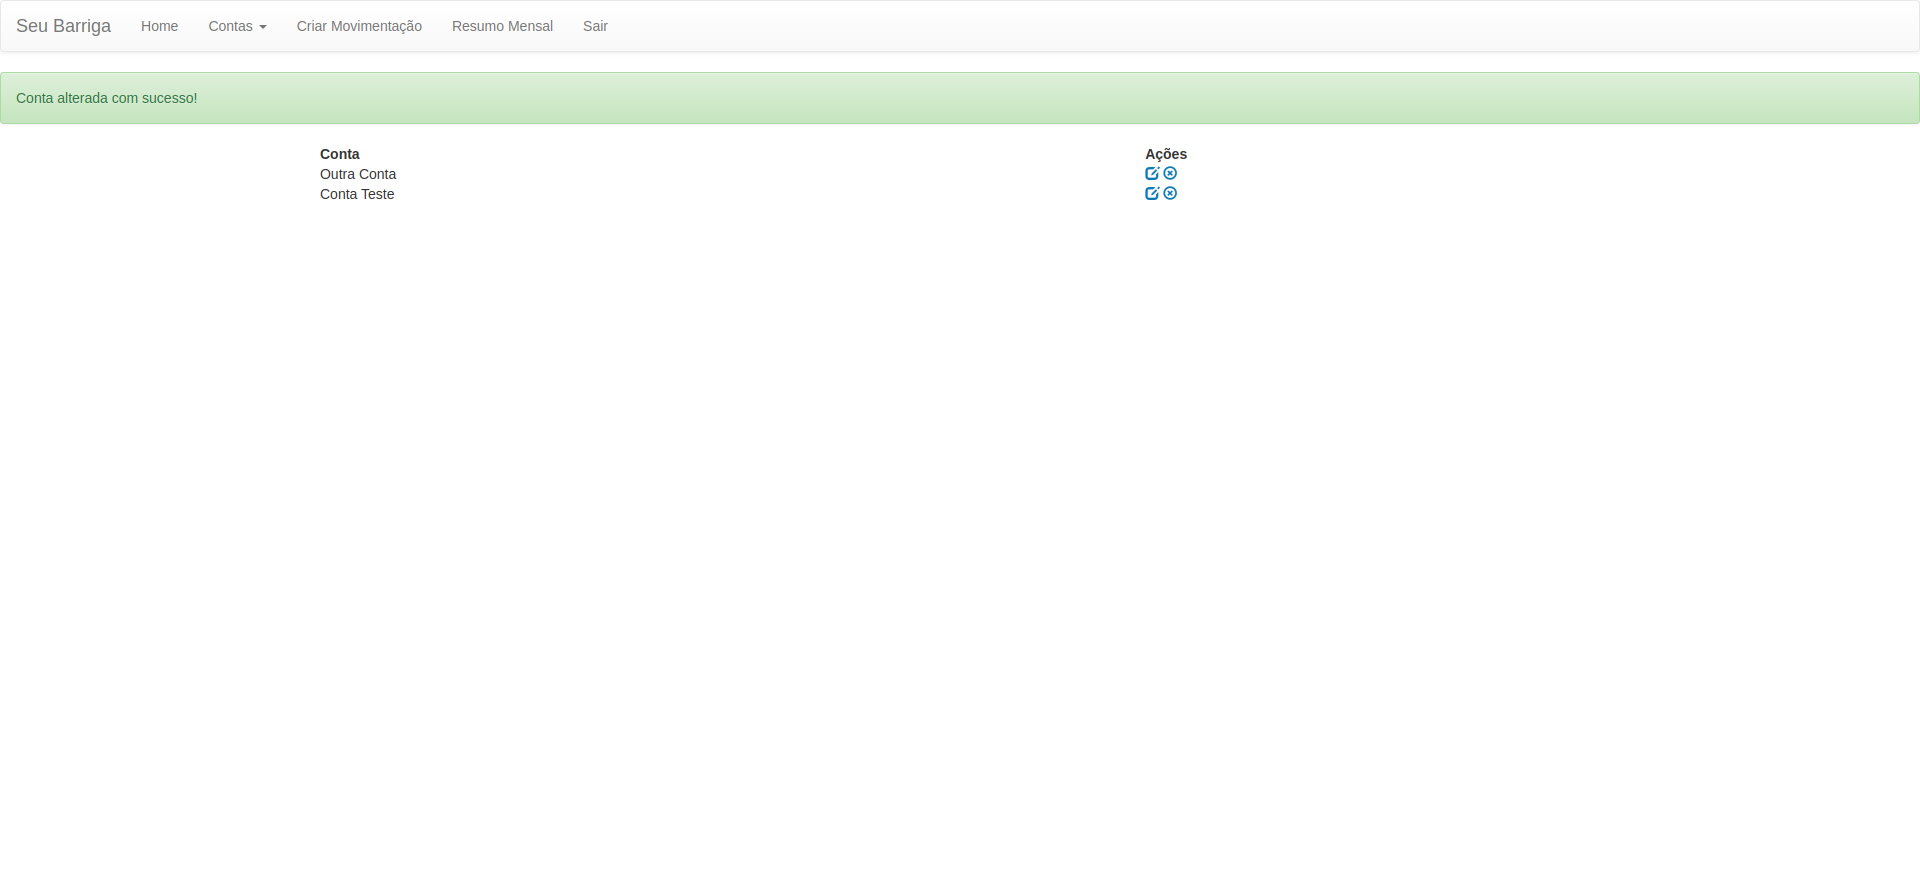 Seu Barriga Home Contas Criar Movimentação Resumo Mensal Sair
Conta alterada com sucesso!
Conta Ações
Outra Conta
Conta Teste